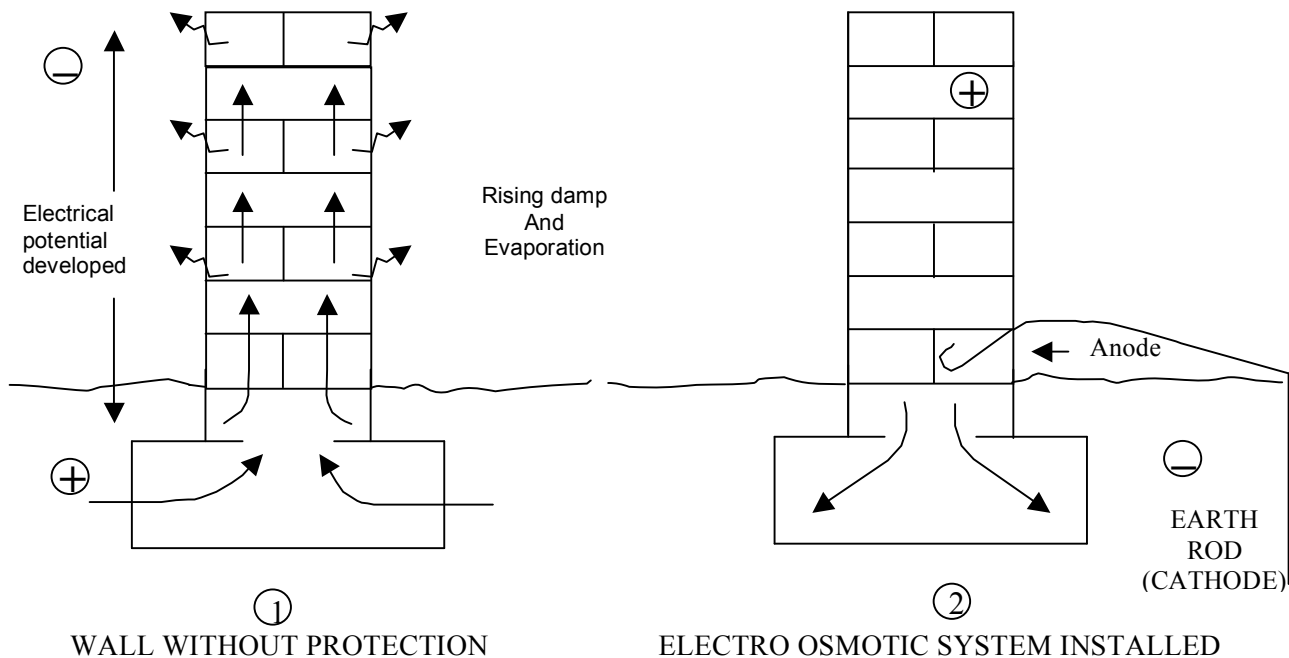 −
Electrical
potential
developed
+
Rising damp
And
Evaporation
1
WALL WITHOUT PROTECTION
+
Anode
−
EARTH
ROD
(CATHODE)
2
ELECTRO OSMOTIC SYSTEM INSTALLED